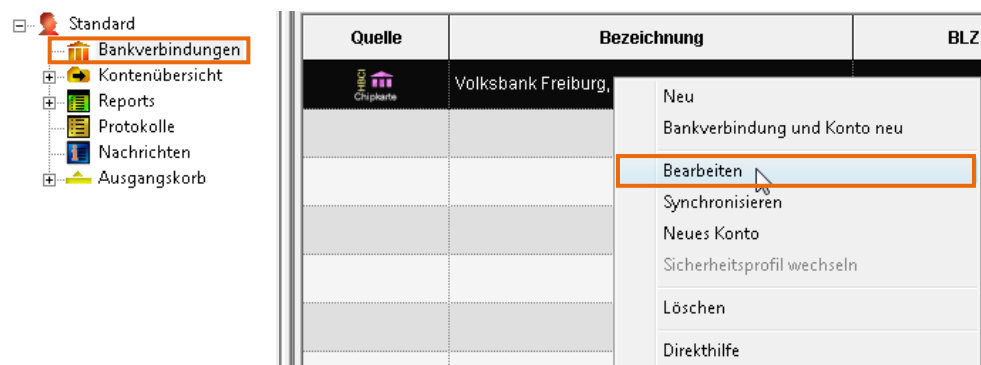 Standard
Bankverbindungen
Kontenübersicht
Reports
Protokolle
Nachrichten
Ausgangskorb
Quelle Bezeichnung BLZ
HBCI
Chipkarte
Volksbank Freiburg,
Neu
Bankverbindung und Konto neu
Bearbeiten
Synchronisieren
Neues Konto
Sicherheitsprofil wechseln
Löschen
Direkthilfe